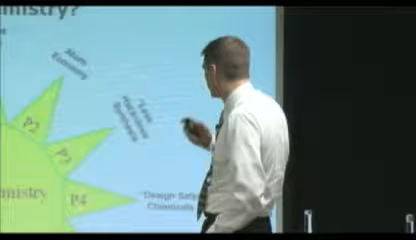 mistry?
Atom
Economy
"Less
Hazardous
Synthesis
P2
P3
mistry
P4
"Design Safer
Chemicals